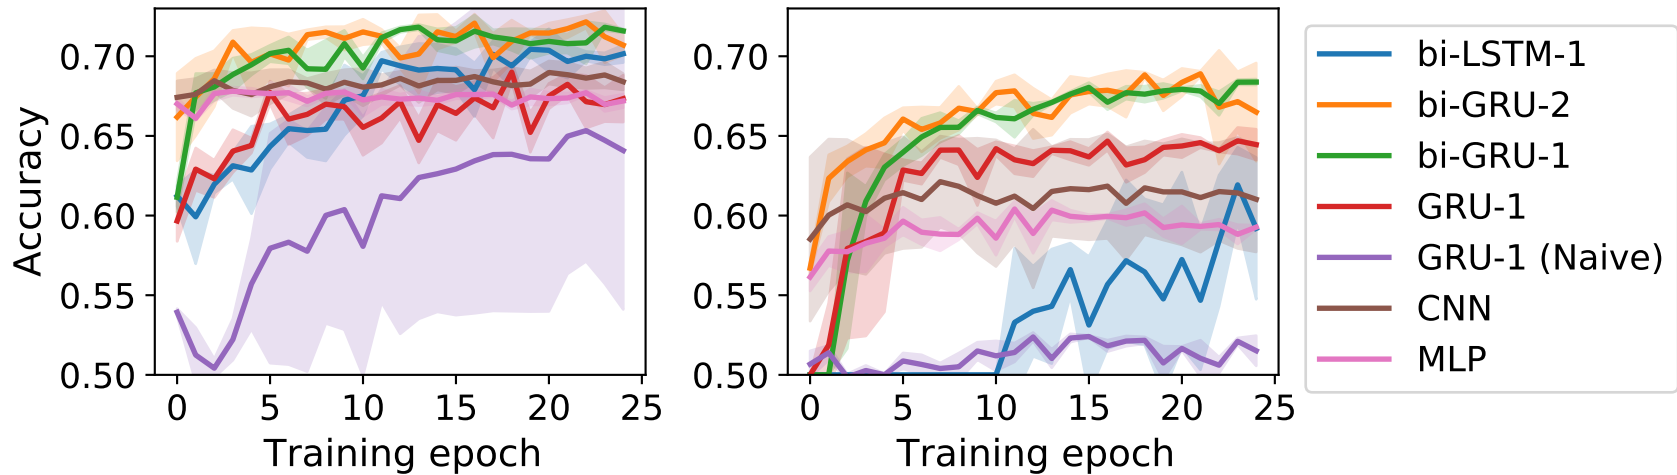 Accuracy
0.70
0.65
0.60
0.55
0.50
0 5 10 15 20 25
Training epoch
0.70
0.65
0.60
0.55
0.50
0 5 10 15 20 25
Training epoch
bi-LSTM-1
bi-GRU-2
bi-GRU-1
GRU-1
GRU-1 (Naive)
CNN
MLP